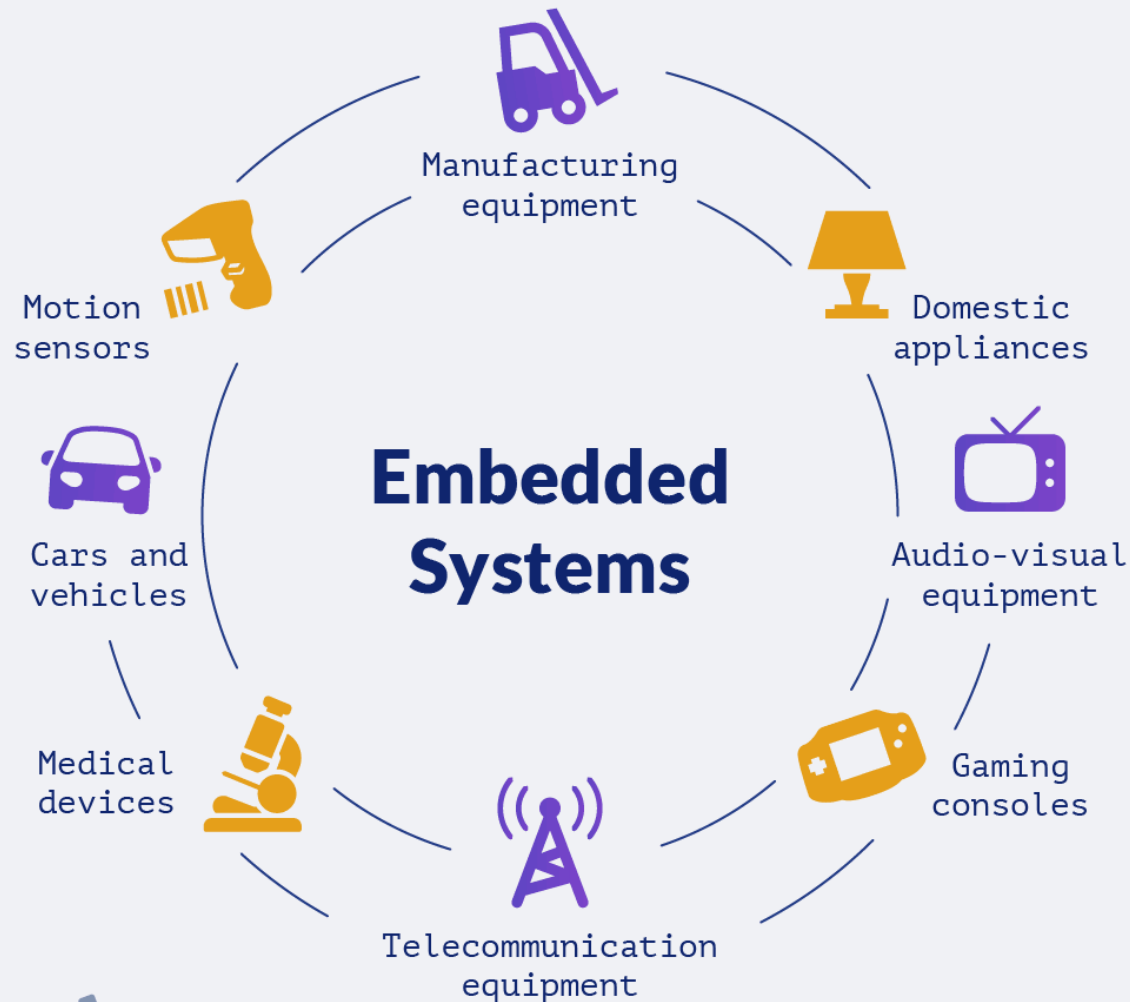 Manufacturing
equipment
Motion
sensors
Domestic
appliances
Embedded
Systems
Cars and
vehicles
Audio-visual
equipment
Medical
devices
Gaming
consoles
Telecommunication
equipment